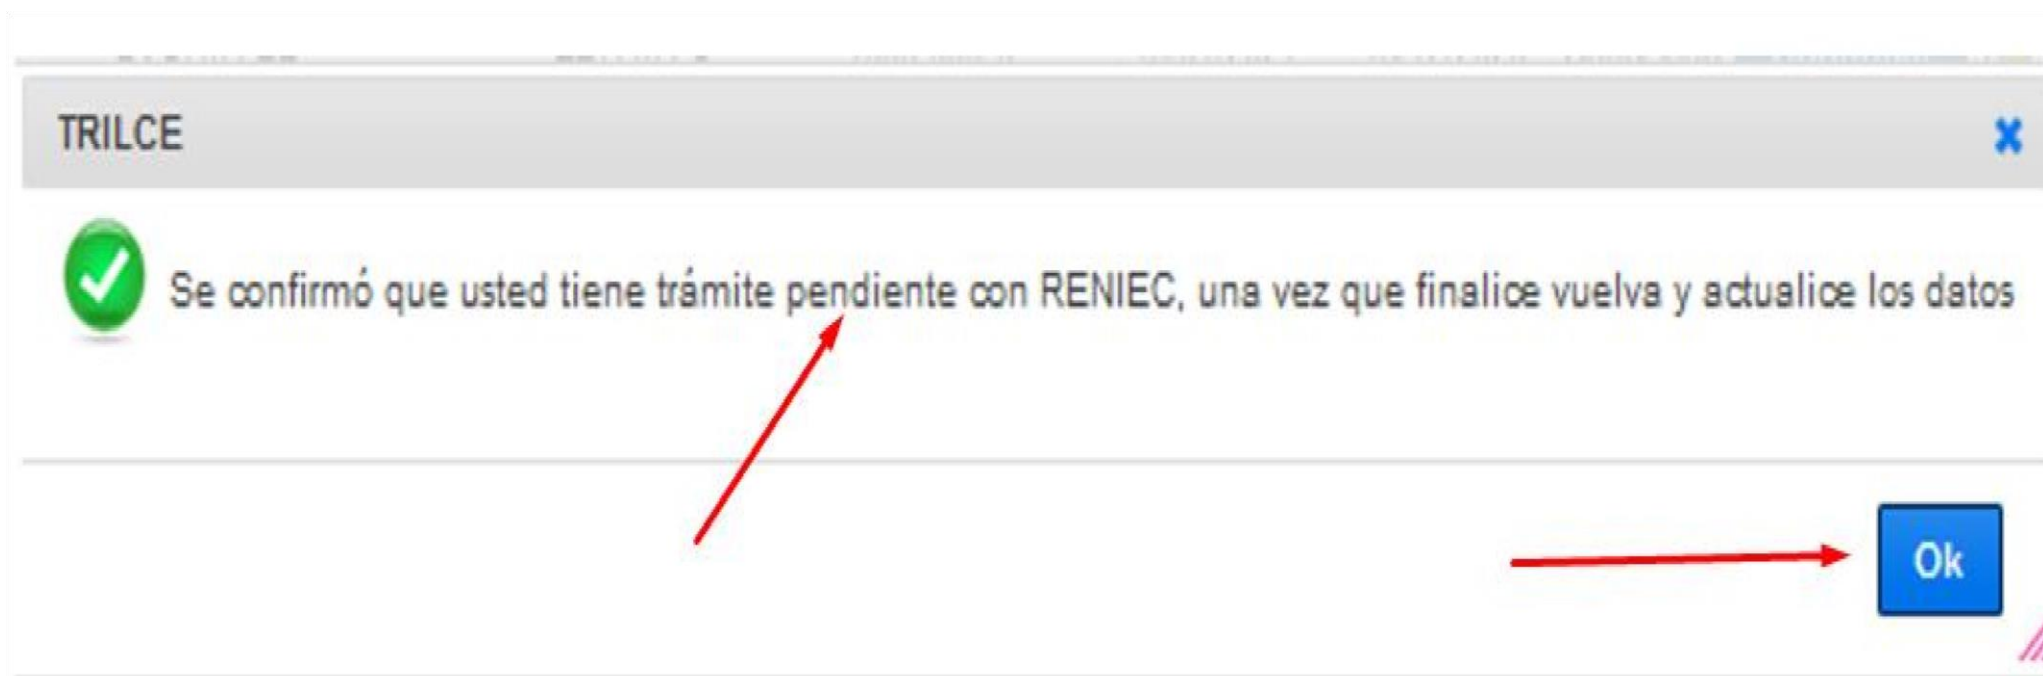 TRILCE
Se confirmó que usted tiene trámite pendiente con RENIEC, una vez que finalice vuelva y actualice los datos
Ok